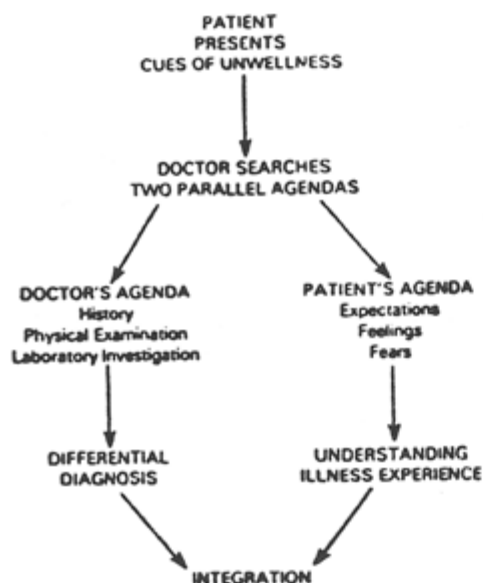 PATIENT
PRESENTS
CUES OF UNWELLNESS
DOCTOR SEARCHES
TWO PARALLEL AGENDAS
DOCTOR'S AGENDA
History
Physical Examination
Laboratory Investigation
PATIENT'S AGENDA
Expectations
Feelings
Fears
DIFFERENTIAL
DIAGNOSIS
UNDERSTANDING
ILLNESS EXPERIENCE
INTEGRATION